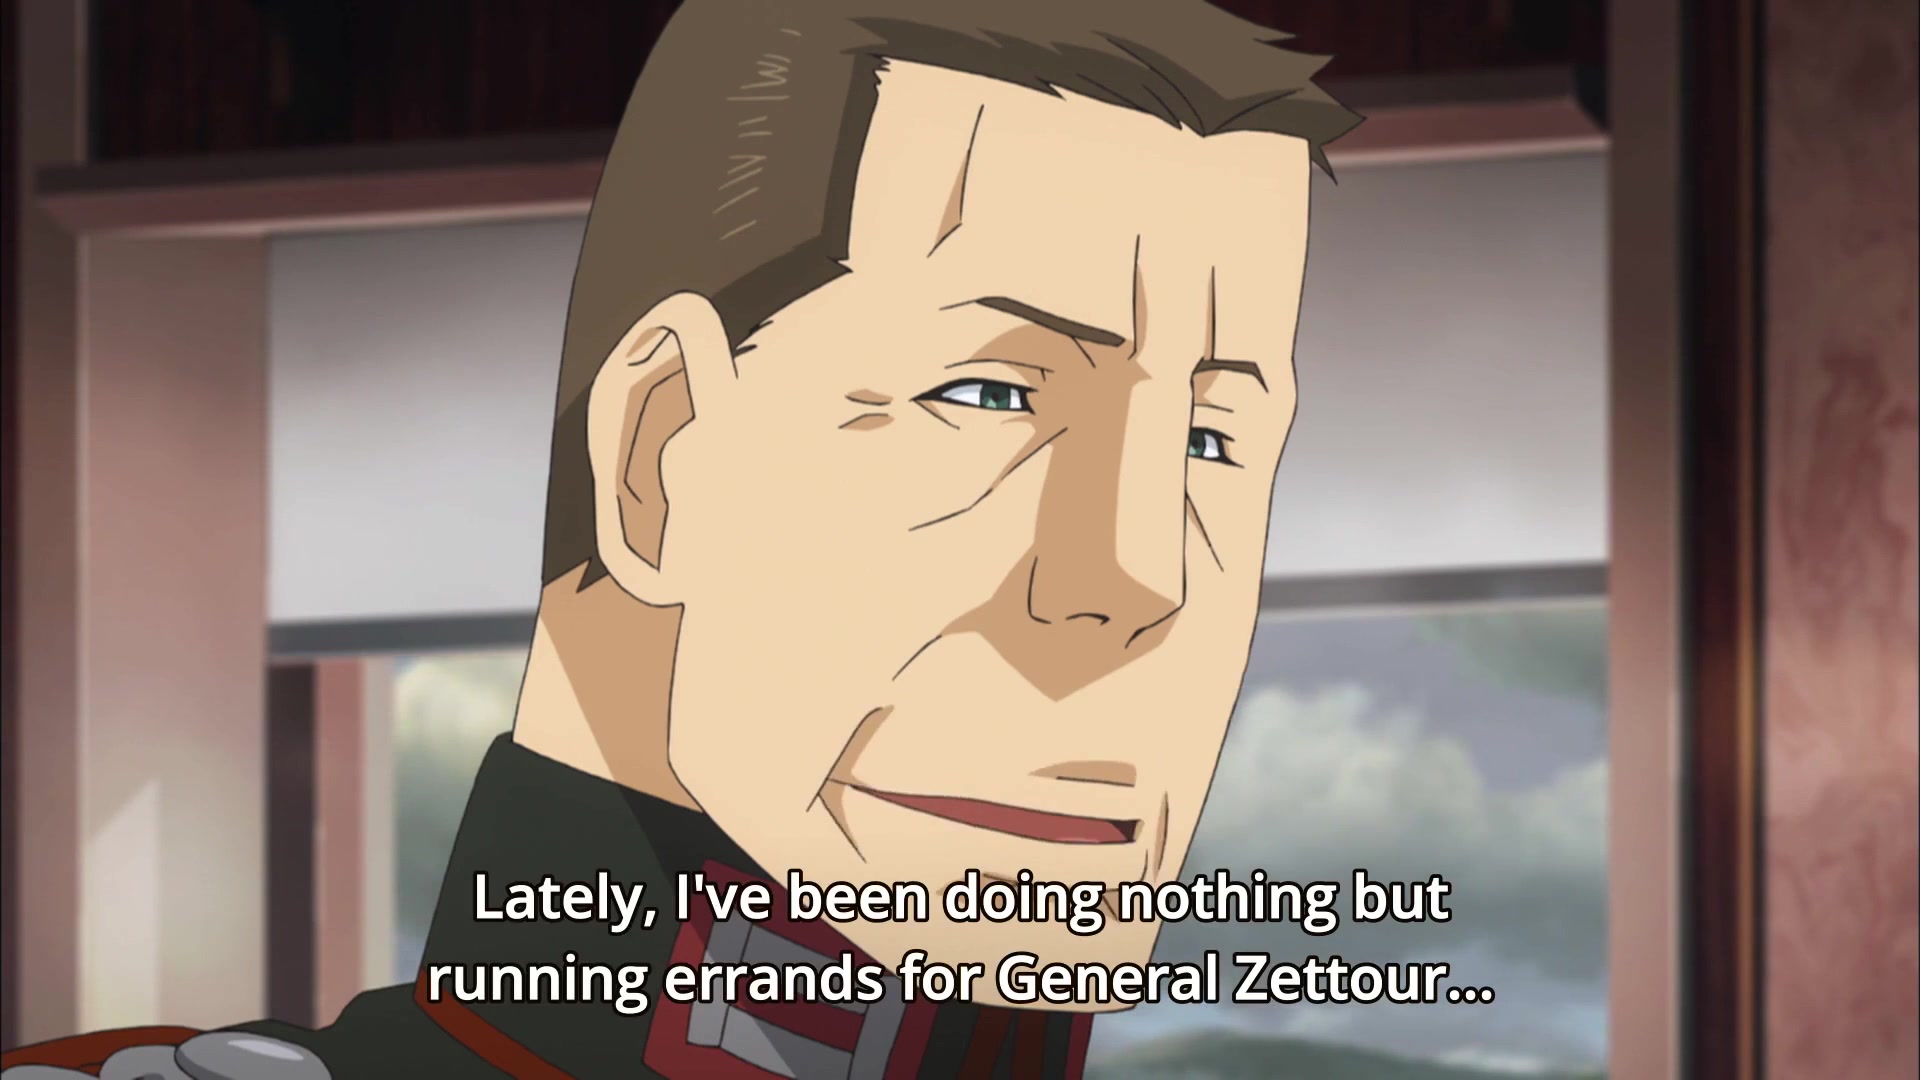 Lately, I've been doing nothing but
running errands for General Zettour...